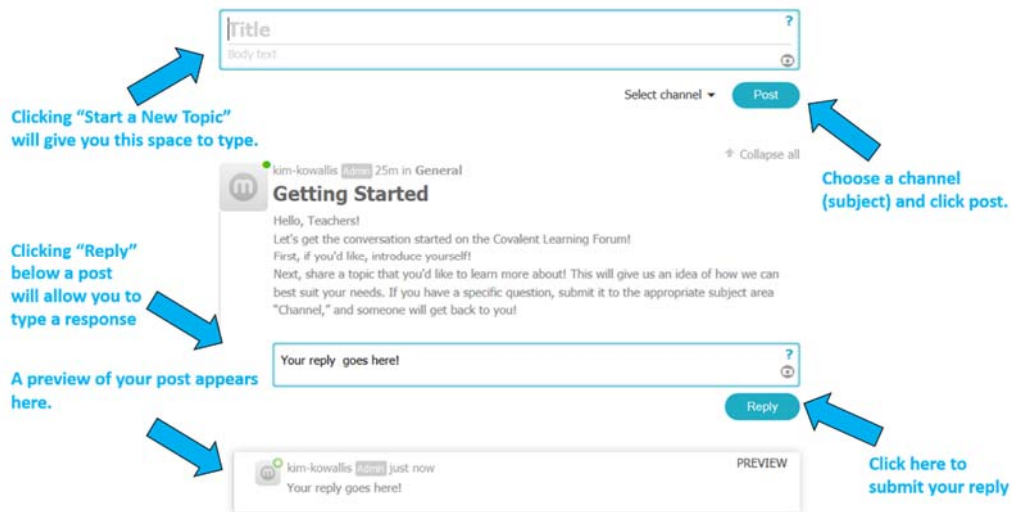 Title
?
Body text
Select channel
Post
Clicking “Start a New Topic”
will give you this space to type.
Choose a channel
(subject) and click post.
Collapse all
m
kim-kowallis Admin 25m in General
Getting Started
Hello, Teachers!
Let's get the conversation started on the Covalent Learning Forum!
First, if you'd like, introduce yourself!
Next, share a topic that you'd like to learn more about! This will give us an idea of how we can
best suit your needs. If you have a specific question, submit it to the appropriate subject area
"Channel," and someone will get back to you!
Clicking “Reply”
below a post
will allow you to
type a response
Your reply  goes here!
?
Reply
A preview of your post appears
here.
m
kim-kowallis Admin just now
PREVIEW
Your reply goes here!
Click here to
submit your reply